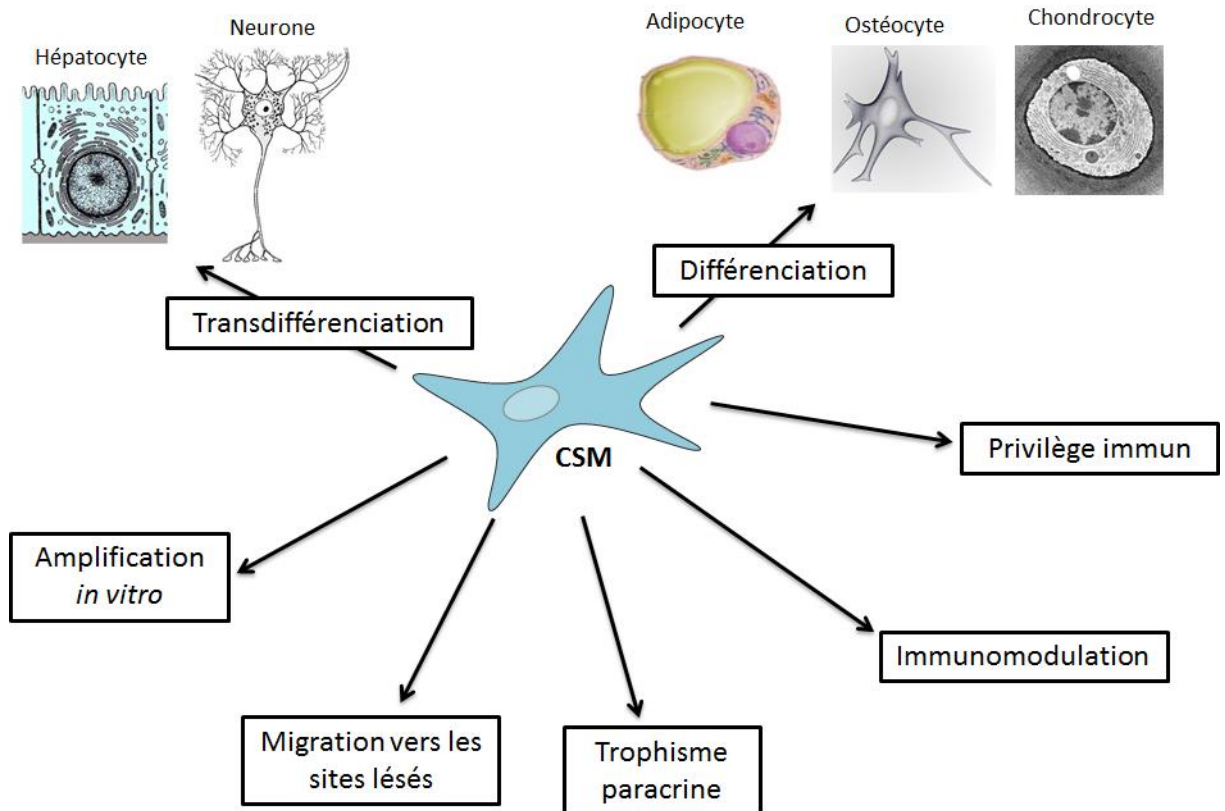 Hépatocyte
Neurone
Adipocyte
Ostéocyte
Chondrocyte
Transdifférenciation
Différenciation
CSM
Privilège immun
Amplification
in vitro
Immunomodulation
Migration vers les
sites lésés
Trophisme
paracrine